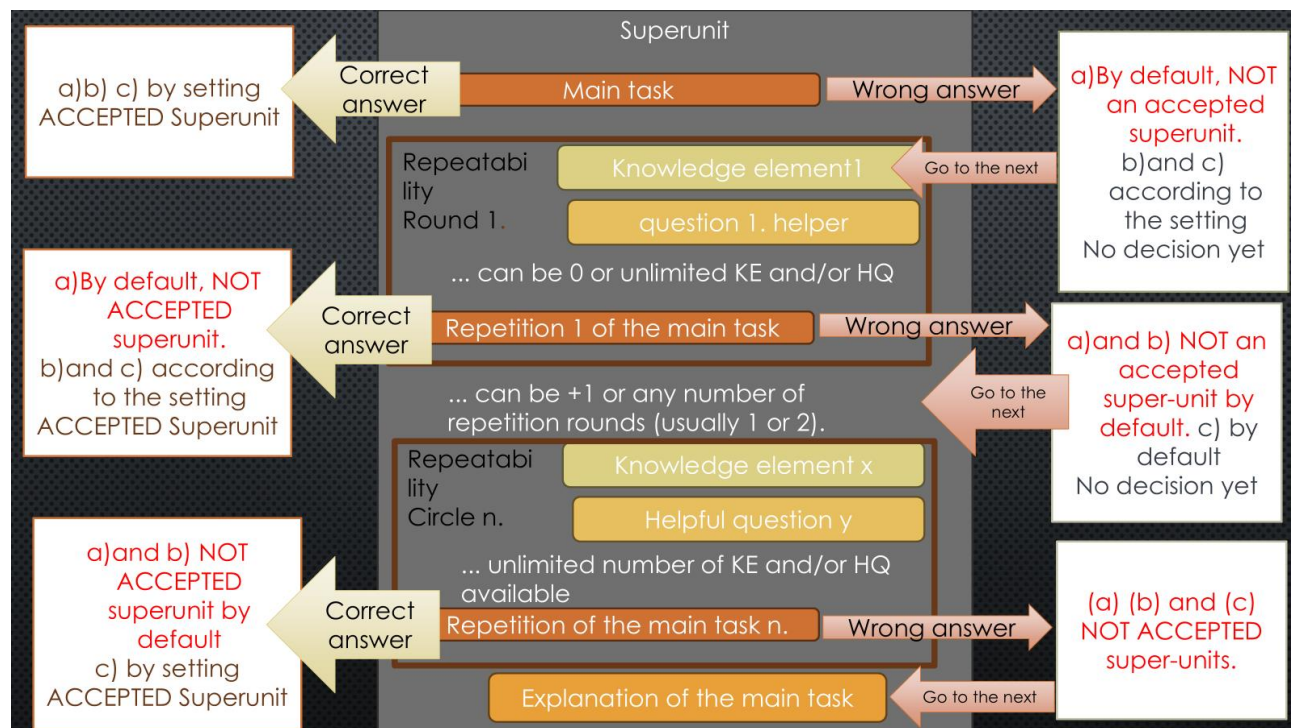 Superunit
a)b) c) by setting
ACCEPTED Superunit
Correct
answer
Main task
Wrong answer
a)By default, NOT
an accepted
superunit.
b)and c)
according to
the setting
No decision yet
Repeatabi
lity
Round 1.
Knowledge element1
Go to the next
question 1. helper
... can be 0 or unlimited KE and/or HQ
a)By default, NOT
ACCEPTED
superunit.
b)and c) according
to the setting
ACCEPTED Superunit
Correct
answer
Repetition 1 of the main task
Wrong answer
a)and b) NOT an
accepted
super-unit by
default. c) by
default
No decision yet
Go to the
next
... can be +1 or any number of
repetition rounds (usually 1 or 2).
Repeatabi
lity
Circle n.
Knowledge element x
Helpful question y
... unlimited number of KE and/or HQ
available
a)and b) NOT
ACCEPTED
superunit by
default
c) by setting
ACCEPTED Superunit
Correct
answer
Repetition of the main task n.
Wrong answer
(a) (b) and (c)
NOT ACCEPTED
super-units.
Explanation of the main task
Go to the next